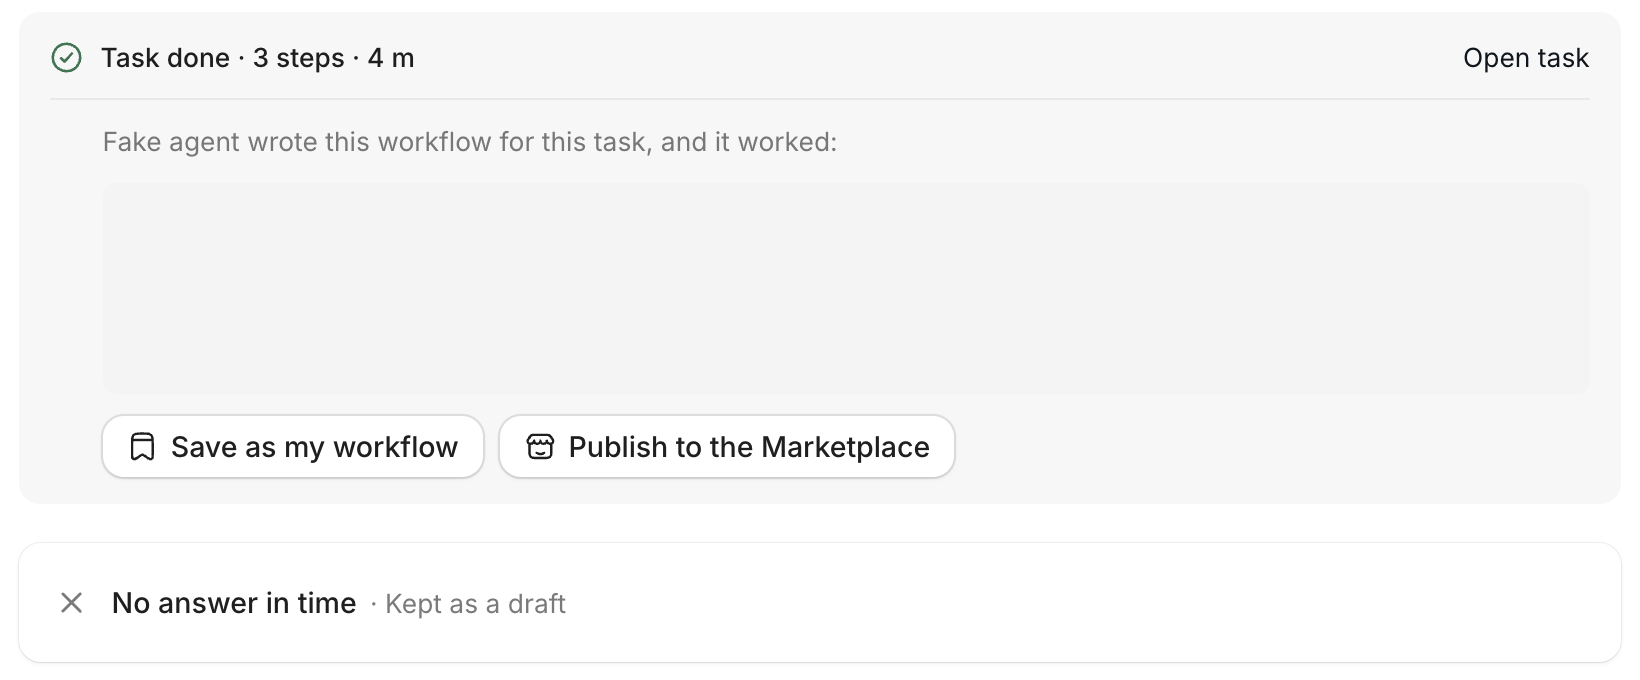 Task done · 3 steps · 4 m
Open task
Fake agent wrote this workflow for this task, and it worked:
Save as my workflow
Publish to the Marketplace
No answer in time · Kept as a draft